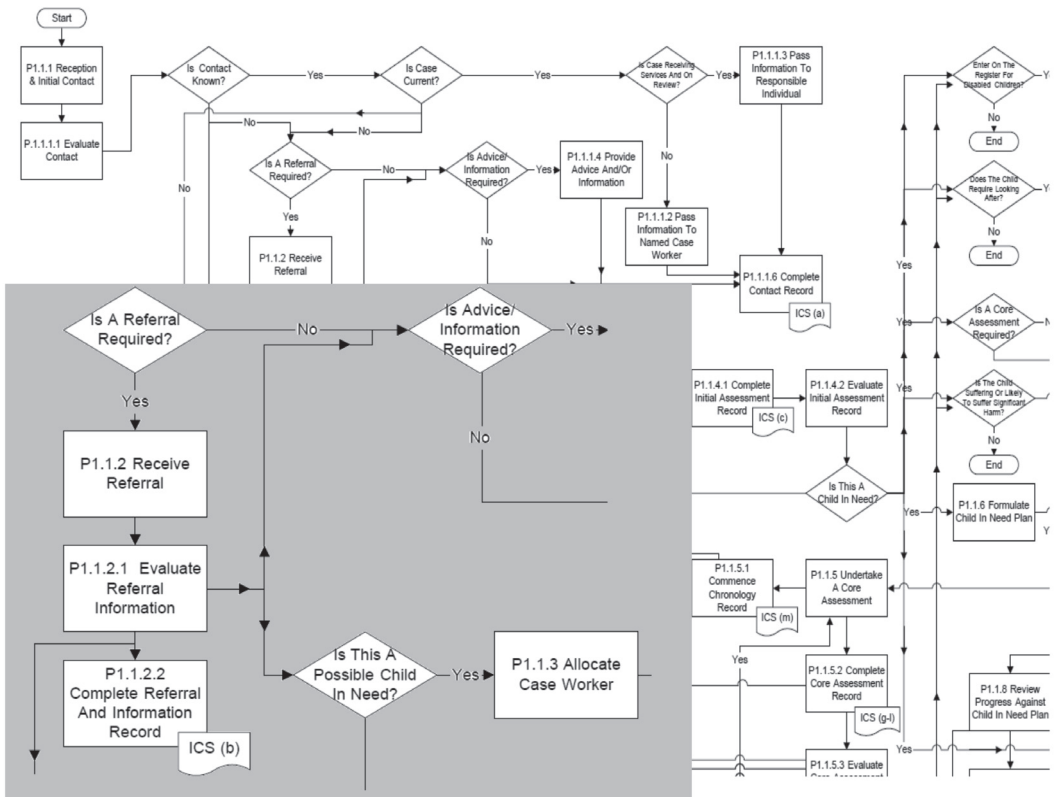 Start
P1.1.1 Reception
& Initial Contact
P.1.1.1.1 Evaluate
Contact
Is Contact
Known?
Yes
Is Case
Current?
Yes
Is Case Receiving
Services And On
Review?
Yes
P1.1.1.3 Pass
Information To
Responsible
Individual
No
No
No
Is A Referral
Required?
No
Is Advice/
Information
Required?
Yes
P1.1.1.4 Provide
Advice And/Or
Information
No
P1.1.1.2 Pass
Information To
Named Case
Worker
Yes
P1.1.2 Receive
Referral
No
P1.1.1.6 Complete
Contact Record
ICS (a)
Enter On The
Register For
Disabled Children?
Y
No
End
Does The Child
Require Looking
After?
Y
No
End
Yes
Is A Core
Assessment
Required?
N
Yes
Yes
Is The Child
Suffering Or Likely
To Suffer Significant
Harm?
No
End
P1.1.4.1 Complete
Initial Assessment
Record
ICS (c)
P1.1.4.2 Evaluate
Initial Assessment
Record
Is This A
Child In Need?
Yes
P1.1.6 Formulate
Child In Need Plan
Y
P1.1.5.1
Commence
Chronology
Record
ICS (m)
P1.1.5 Undertake
A Core
Assessment
Yes
P1.1.5.2 Complete
Core Assessment
Record
ICS (g-l)
P1.1.8 Review
Progress Against
Child In Need Plan
Yes
P1.1.5.3 Evaluate
Is A Referral
Required?
No
Is Advice/
Information
Required?
Yes
Yes
No
P1.1.2 Receive
Referral
P1.1.2.1 Evaluate
Referral
Information
Is This A
Possible Child
In Need?
Yes
P1.1.3 Allocate
Case Worker
P1.1.2.2
Complete Referral
And Information
Record
ICS (b)